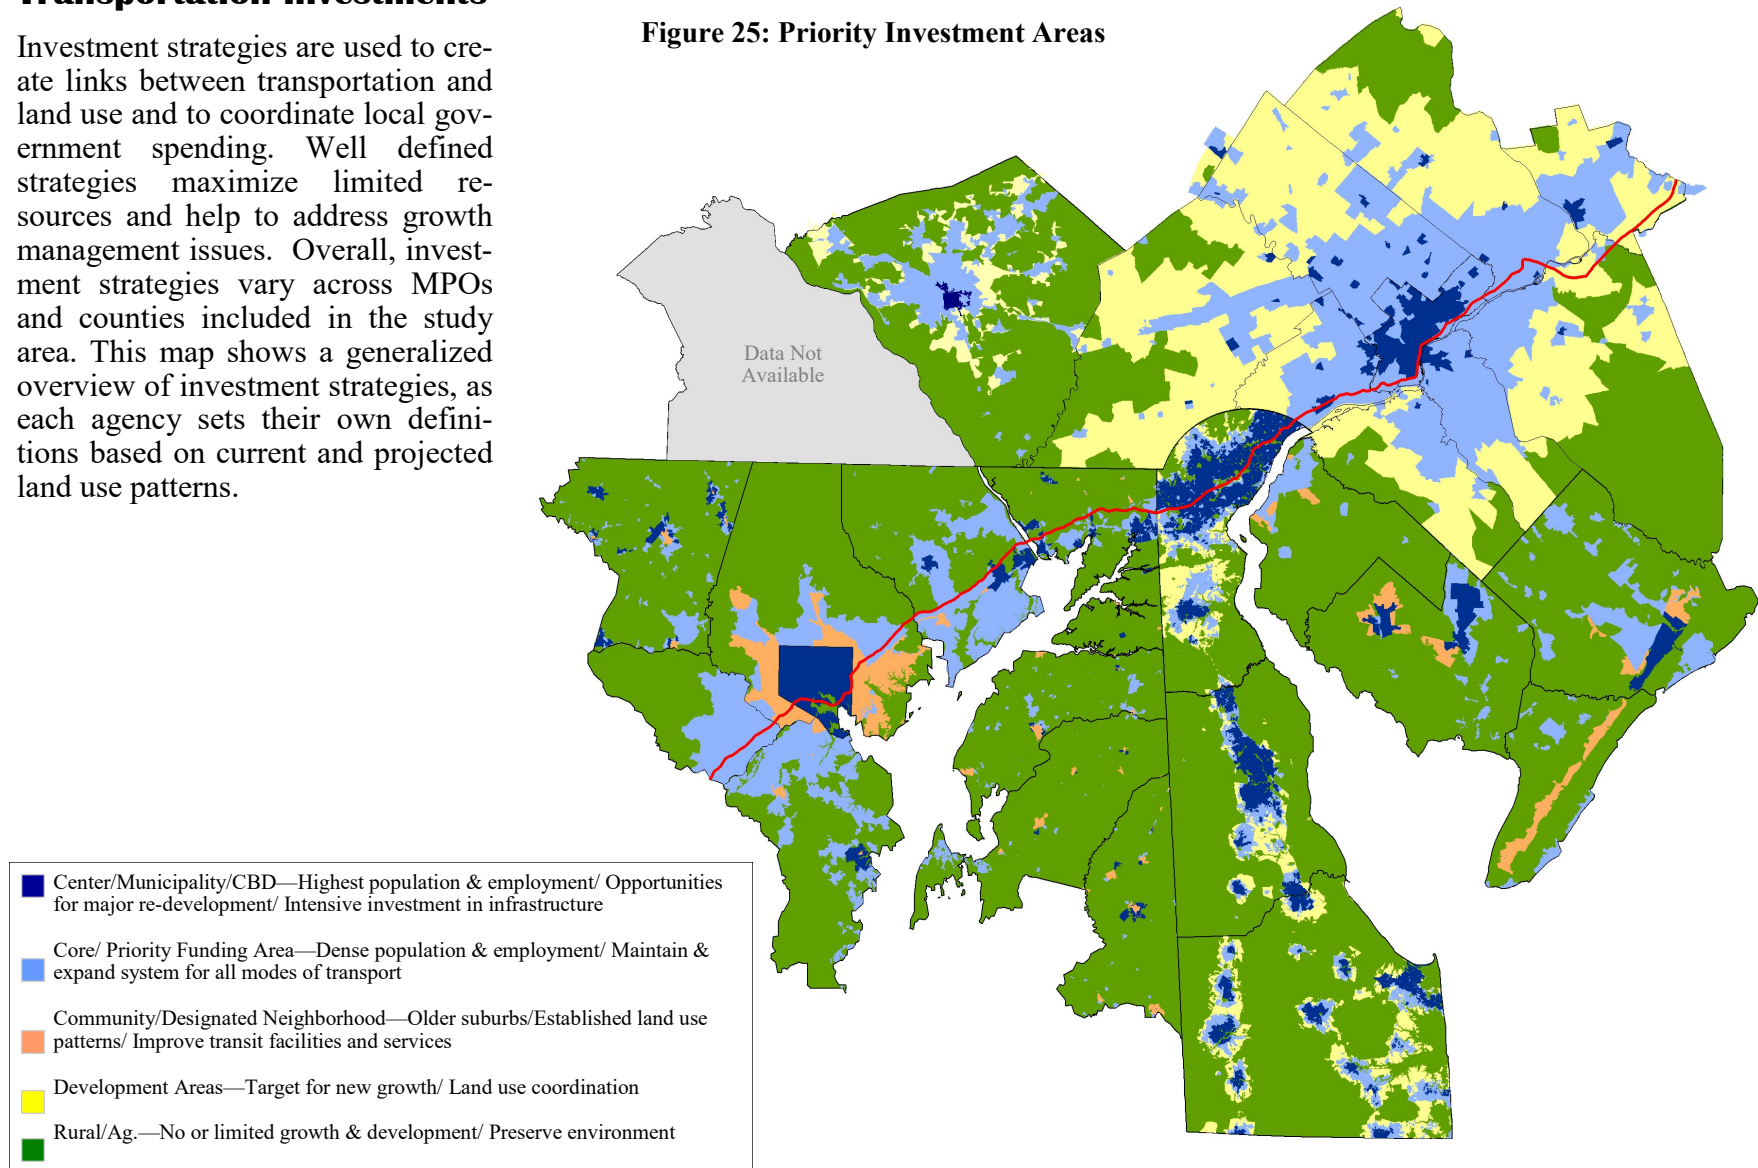 Transportation Investments
Investment strategies are used to cre-
ate links between transportation and
land use and to coordinate local gov-
ernment spending. Well defined
strategies maximize limited re-
sources and help to address growth
management issues. Overall, invest-
ment strategies vary across MPOs
and counties included in the study
area. This map shows a generalized
overview of investment strategies, as
each agency sets their own defini-
tions based on current and projected
land use patterns.
Figure 25: Priority Investment Areas
Data Not
Available
Center/Municipality/CBD—Highest population & employment/ Opportunities
for major re-development/ Intensive investment in infrastructure
Core/ Priority Funding Area—Dense population & employment/ Maintain &
expand system for all modes of transport
Community/Designated Neighborhood—Older suburbs/Established land use
patterns/ Improve transit facilities and services
Development Areas—Target for new growth/ Land use coordination
Rural/Ag.—No or limited growth & development/ Preserve environment